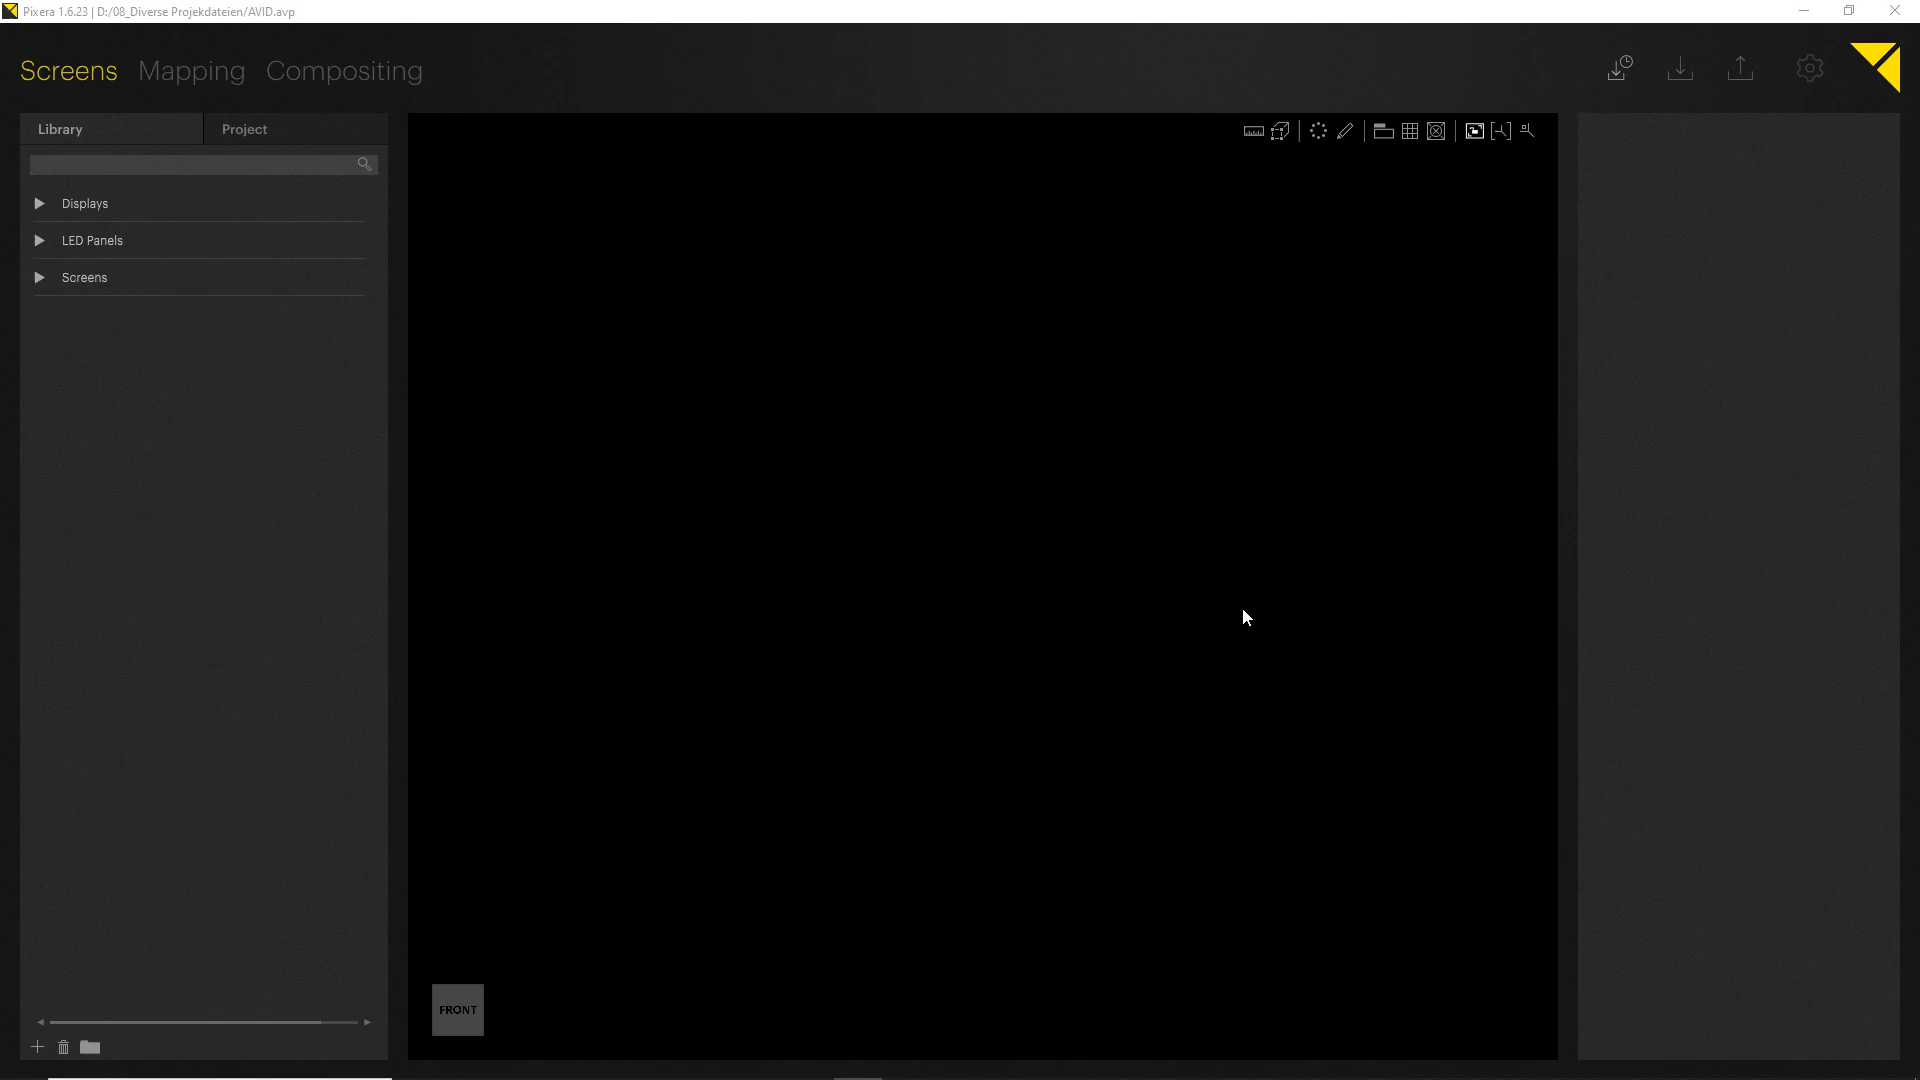 Pixera 1.6.23 | D:/08_Diverse Projekdateien/AVID.avp
Screens Mapping Compositing
Library Project
Displays
LED Panels
Screens
FRONT